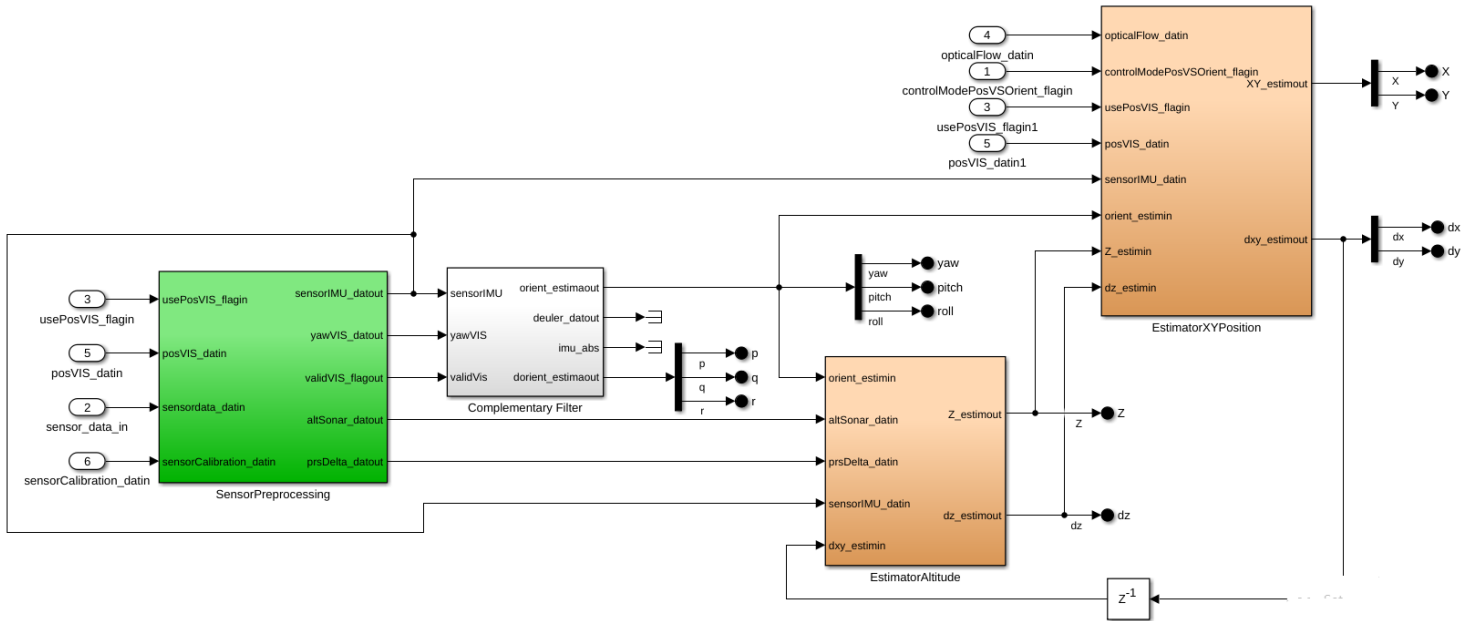 4
opticalFlow_datin
1
controlModePosVSOrient_flagin
3
usePosVIS_flagin1
5
posVIS_datin1
opticalFlow_datin
controlModePosVSOrient_flagin
usePosVIS_flagin
posVIS_datin
sensorIMU_datin
orient_estimin
Z_estimin
dz_estimin
XY_estimout
dxy_estimout
EstimatorXYPosition
X
X
Y
Y
dx
dx
dy
dy
3
usePosVIS_flagin
5
posVIS_datin
2
sensor_data_in
6
sensorCalibration_datin
usePosVIS_flagin
posVIS_datin
sensordata_datin
sensorCalibration_datin
sensorIMU_datout
yawVIS_datout
validVIS_flagout
altSonar_datout
prsDelta_datout
SensorPreprocessing
sensorIMU
yawVIS
validVis
orient_estimaout
deuler_datout
imu_abs
dorient_estimaout
Complementary Filter
yaw
yaw
pitch
pitch
roll
roll
p
p
q
q
r
r
orient_estimin
altSonar_datin
prsDelta_datin
sensorIMU_datin
dxy_estimin
Z_estimout
dz_estimout
EstimatorAltitude
Z
Z
dz
dz
Z-1